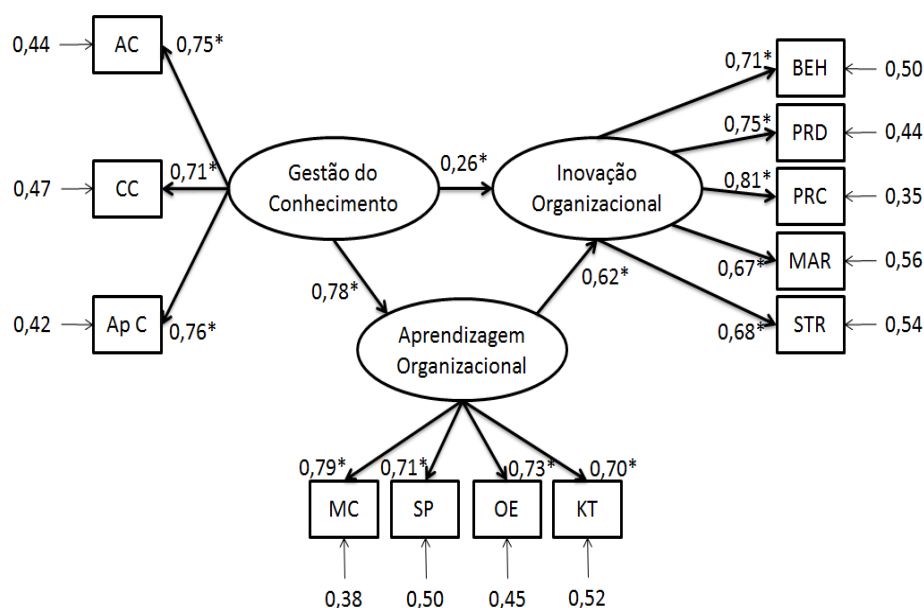 0,44
AC
0,75*
0,47
CC
0,71*
0,42
Ap C
0,76*
Gestão do
Conhecimento
0,26*
Inovação
Organizacional
0,78*
0,62*
Aprendizagem
Organizacional
0,71*
BEH
0,50
0,75*
PRD
0,44
0,81*
PRC
0,35
0,67*
MAR
0,56
0,68*
STR
0,54
0,79*
0,71*
0,73*
0,70*
MC
SP
OE
KT
0,38
0,50
0,45
0,52